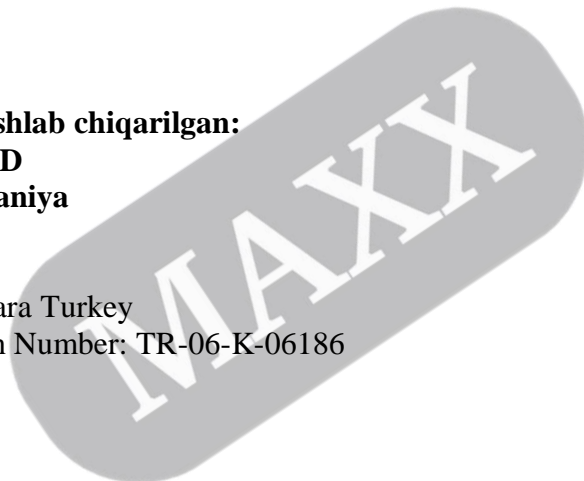 shlab chiqarilgan:
D
aniya
ara Turkey
n Number: TR-06-K-06186
MAXX